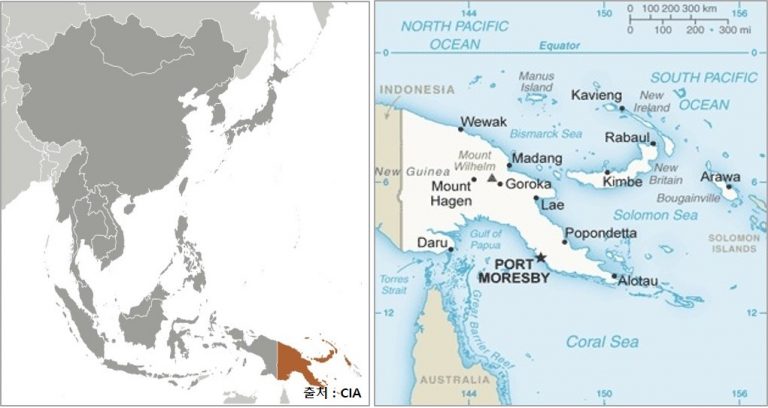 출처 : CIA
NORTH PACIFIC
OCEAN
144
150
156
0 100 200 300 km
0 100 200 300 mi
0
Equator
0
INDONESIA
Manus
Island
SOUTH PACIFIC
OCEAN
Kavieng
New
Ireland
Wewak
Bismarck Sea
Rabaul
Mount
Wilhelm
Madang
New Guinea
Mount
Hagen
Goroka
Kimbe
New
Britain
Arawa
6
6
Bougainville
Lae
Solomon Sea
Gulf of
Papua
Popondetta
SOLOMON
ISLANDS
Daru
PORT
MORESBY
Alotau
Torres
Strait
Great Barrier Reef
12
12
Coral Sea
AUSTRALIA
144
150
156